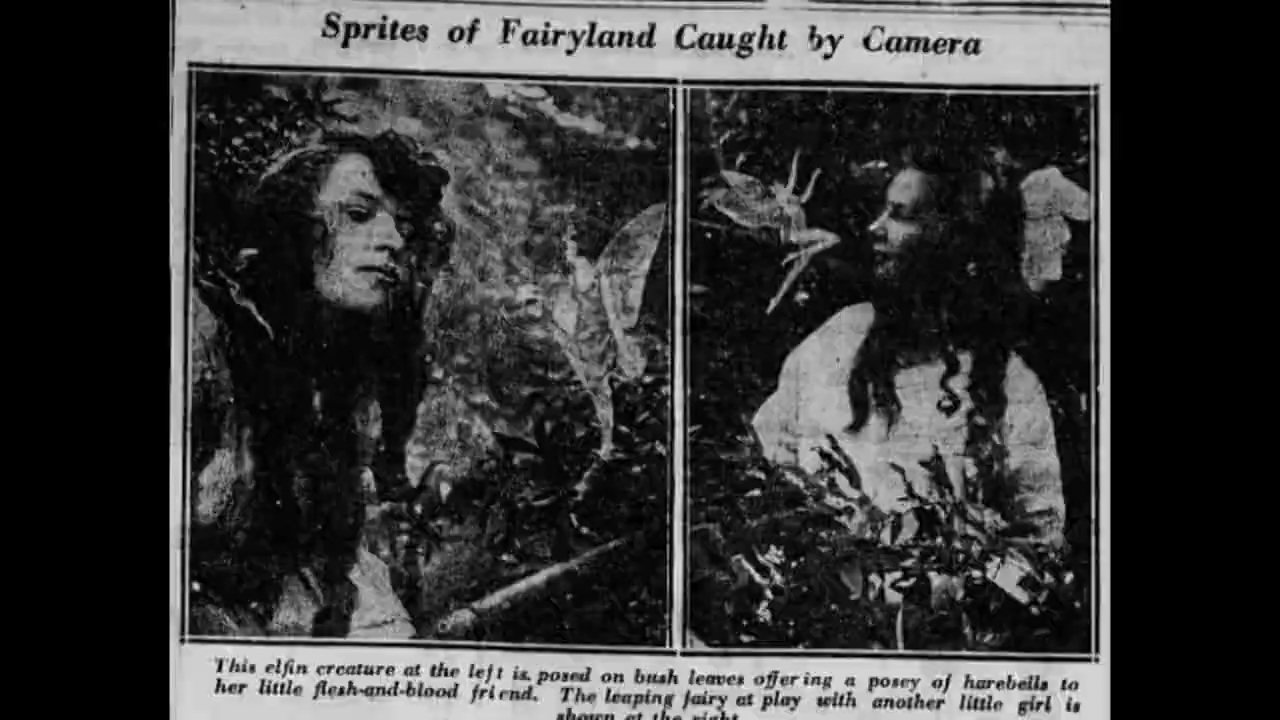 Sprites of Fairyland Caught by Camera
This elfin creature at the left is posed on bush leaves offering a posey of harebells to
her little flesh-and-blood friend. The leaping fairy at play with another little girl is
shown at the right